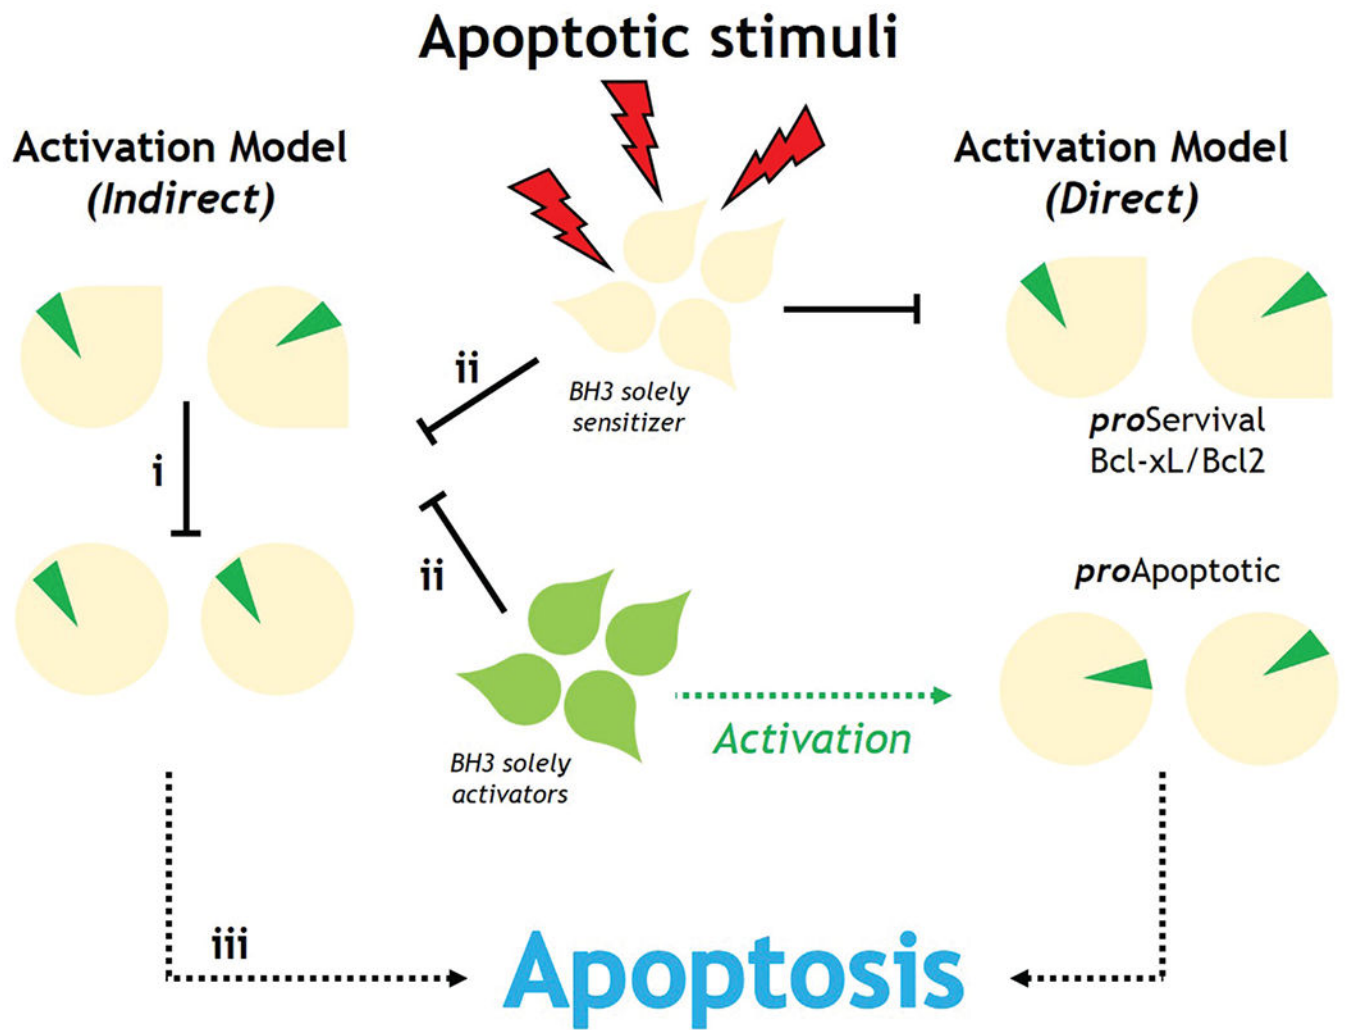 Apoptotic stimuli
Activation Model
(Indirect)
Activation Model
(Direct)
ii
BH3 solely
sensitizer
proServival
Bcl-xL/Bcl2
i
ii
proApoptotic
Activation
BH3 solely
activators
iii
Apoptosis